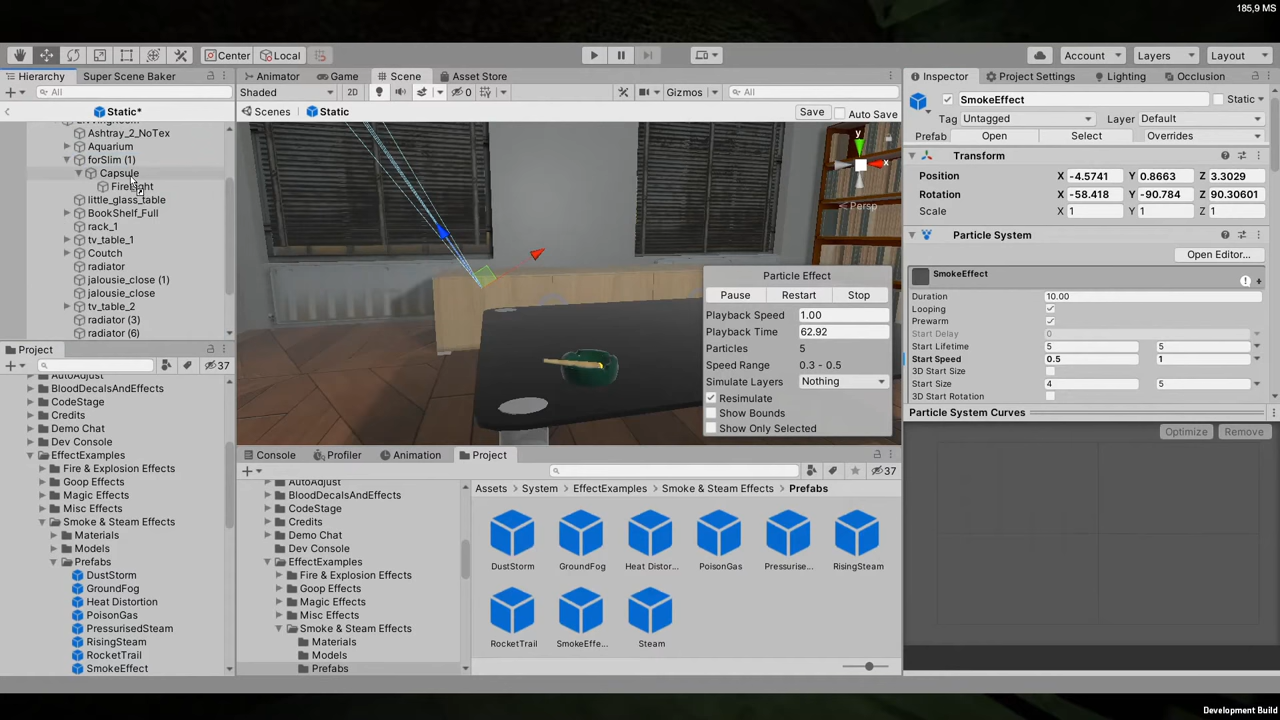 185,9 MS
Center Local Account Layers Layout
Hierarchy Super Scene Baker Animator Game Scene Asset Store Inspector Project Settings Lighting Occlusion
All Shaded 2D 0 Gizmos All SmokeEffect Static
Static* Scenes Static Save Auto Save Tag Untagged Layer Default
Ashtray_2_NoTex Prefab Open Select Overrides
Aquarium
forSlim (1) Transform
Capsule Position X -4.5741 Y 0.8663 Z 3.3029
Rotation X -58.418 Y -90.784 Z 90.30601
little_glass_table Scale X 1 Y 1 Z 1
BookShelf_Full y x Persp
rack_1
tv_table_1 Particle System
Coutch Open Editor...
radiator
jalousie_close (1) Particle Effect SmokeEffect
jalousie_close Pause Restart Stop Duration 10.00
tv_table_2 Playback Speed 1.00 Looping
radiator (3) Playback Time 62.92 Prewarm
radiator (6) Particles 5 Start Delay 0
Project Speed Range 0.3 - 0.5 Start Lifetime 5 5
37 Simulate Layers Nothing Start Speed 0.5 1
Resimulate 3D Start Size
BloodDecalsAndEffects Show Bounds Start Size 4 5
CodeStage Show Only Selected 3D Start Rotation
Credits Particle System Curves
Demo Chat Optimize Remove
Dev Console Console Profiler Animation Project
EffectExamples 37
Fire & Explosion Effects AutoAdjust Assets System EffectExamples Smoke & Steam Effects Prefabs
Goop Effects BloodDecalsAndEffects
Magic Effects CodeStage
Misc Effects Credits
Smoke & Steam Effects Demo Chat
Materials Dev Console
Models EffectExamples DustStorm GroundFog Heat Distor... PoisonGas Pressurise... RisingSteam
Prefabs Fire & Explosion Effects
DustStorm Goop Effects
GroundFog Magic Effects
Heat Distortion Misc Effects
PoisonGas Smoke & Steam Effects
PressurisedSteam Materials RocketTrail SmokeEffe... Steam
RisingSteam Models
RocketTrail Prefabs
SmokeEffect
Development Build